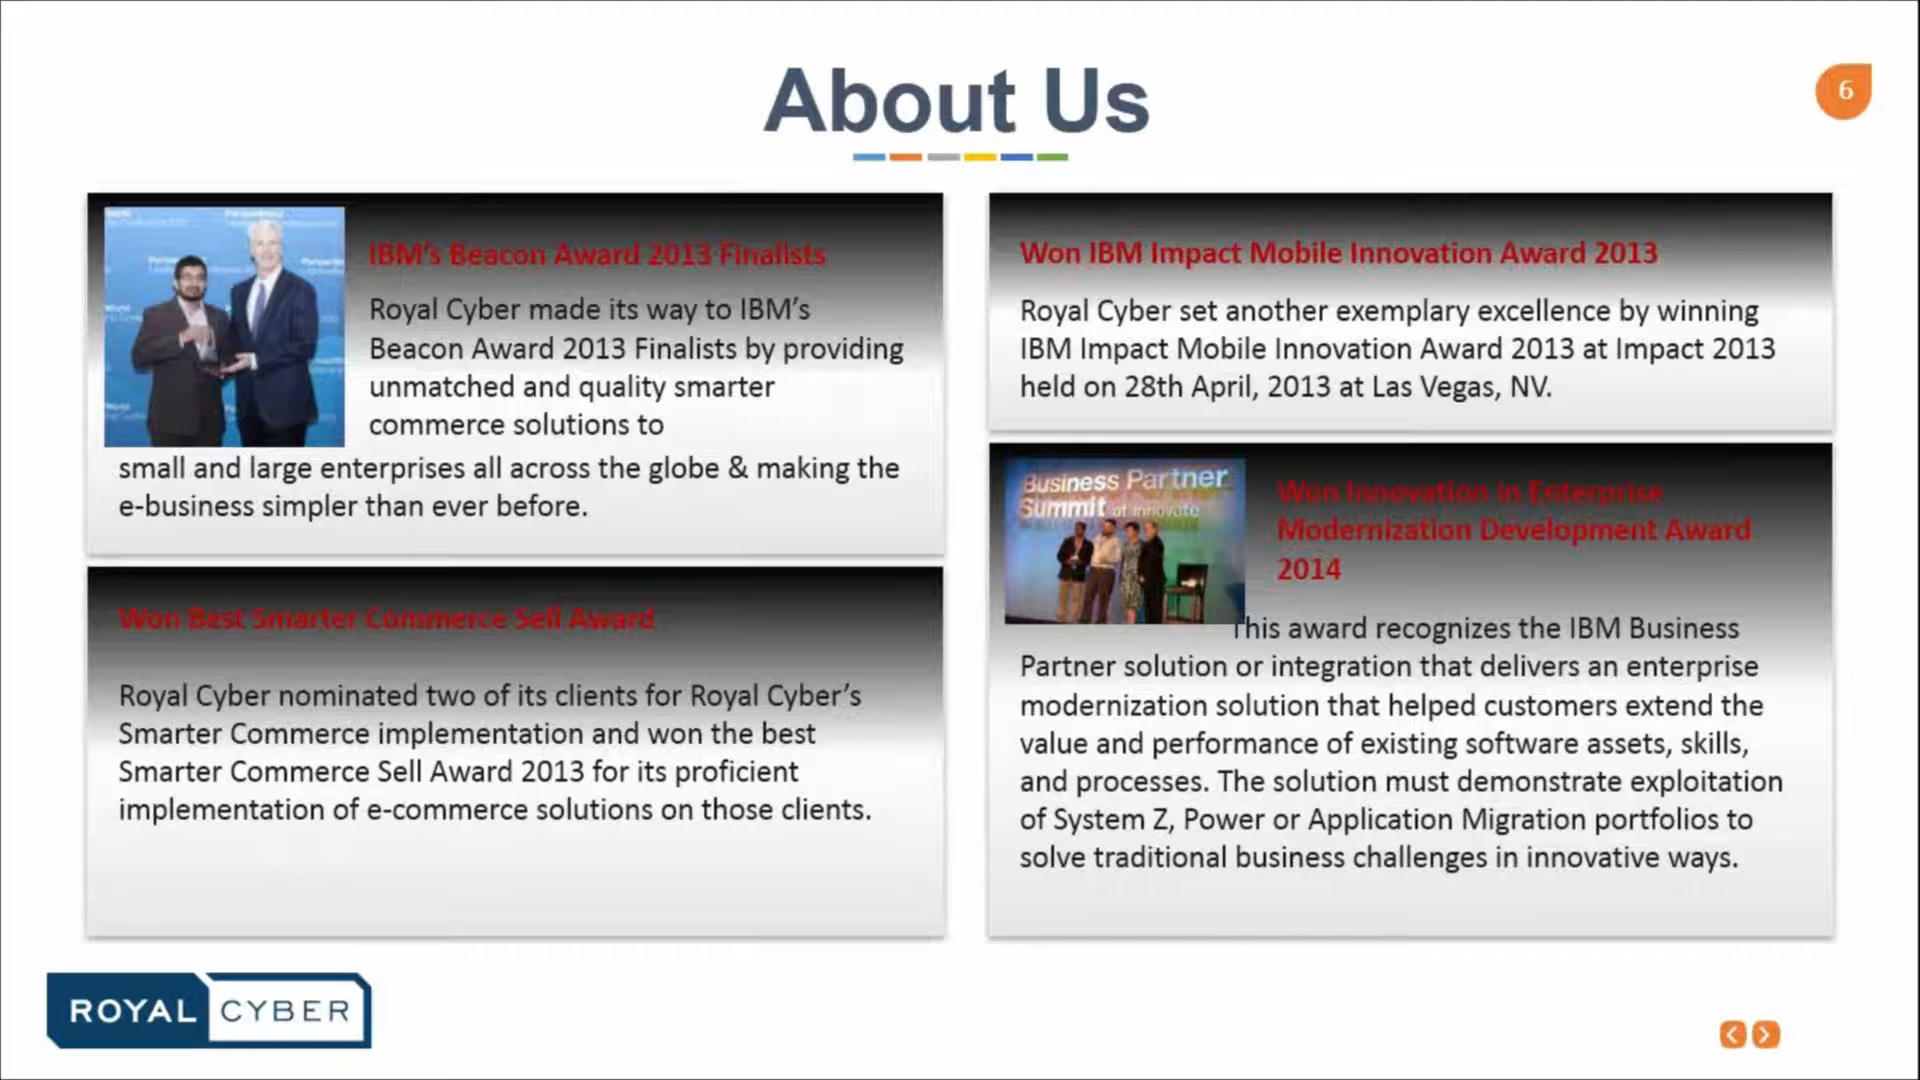 About Us
6
IBM's Beacon Award 2013 Finalists
Royal Cyber made its way to IBM's
Beacon Award 2013 Finalists by providing
unmatched and quality smarter
commerce solutions to
small and large enterprises all across the globe & making the
e-business simpler than ever before.
Won Best Smarter Commerce Sell Award
Royal Cyber nominated two of its clients for Royal Cyber's
Smarter Commerce implementation and won the best
Smarter Commerce Sell Award 2013 for its proficient
implementation of e-commerce solutions on those clients.
Won IBM Impact Mobile Innovation Award 2013
Royal Cyber set another exemplary excellence by winning
IBM Impact Mobile Innovation Award 2013 at Impact 2013
held on 28th April, 2013 at Las Vegas, NV.
Business Partner
Summit at Innovate
Won Innovation in Enterprise
Modernization Development Award
2014
This award recognizes the IBM Business
Partner solution or integration that delivers an enterprise
modernization solution that helped customers extend the
value and performance of existing software assets, skills,
and processes. The solution must demonstrate exploitation
of System Z, Power or Application Migration portfolios to
solve traditional business challenges in innovative ways.
ROYAL CYBER